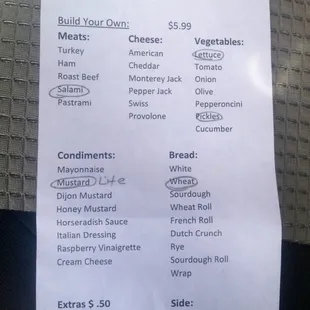 Build Your Own: $5.99
Meats: Cheese: Vegetables:
Turkey American Lettuce
Ham Cheddar Tomato
Roast Beef Monterey Jack Onion
Salami Pepper Jack Olive
Pastrami Swiss Pepperoncini
Provolone Pickles
Cucumber
Condiments: Bread:
Mayonnaise White
Mustard Lite Wheat
Dijon Mustard Sourdough
Honey Mustard Wheat Roll
Horseradish Sauce French Roll
Italian Dressing Dutch Crunch
Raspberry Vinaigrette Rye
Cream Cheese Sourdough Roll
Wrap
Extras $ .50 Side: